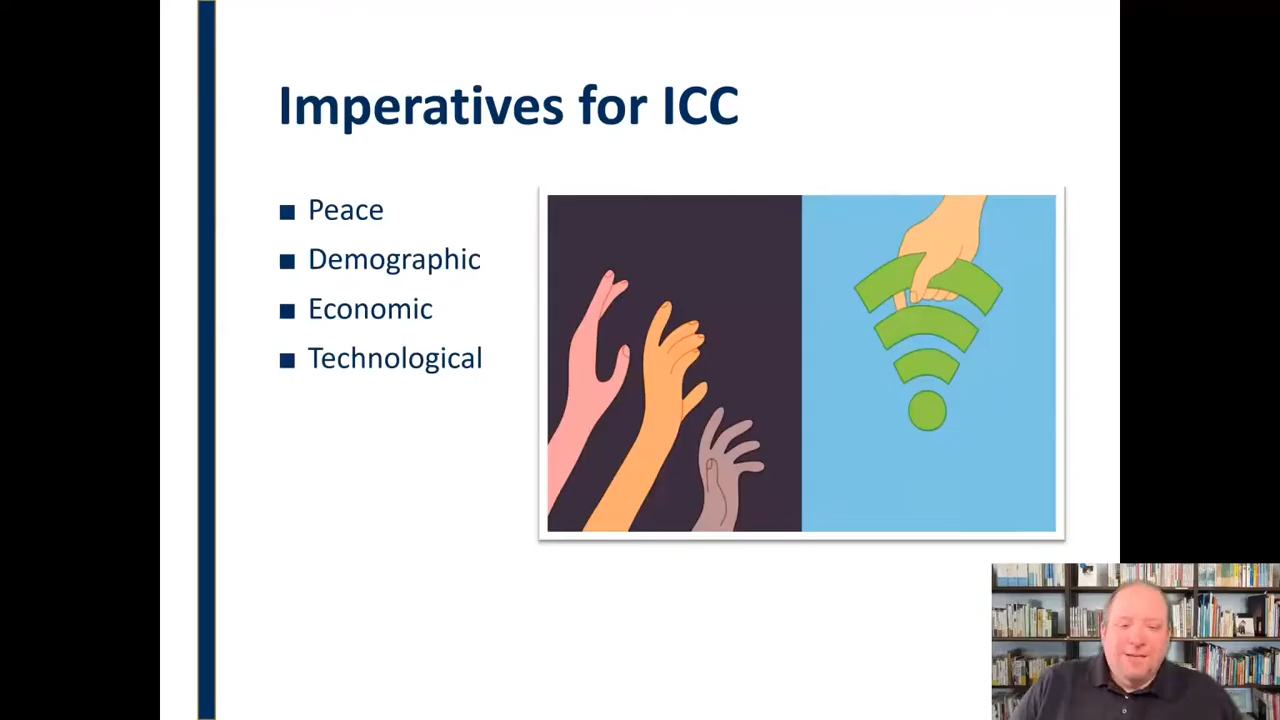 Imperatives for ICC
Peace
Demographic
Economic
Technological